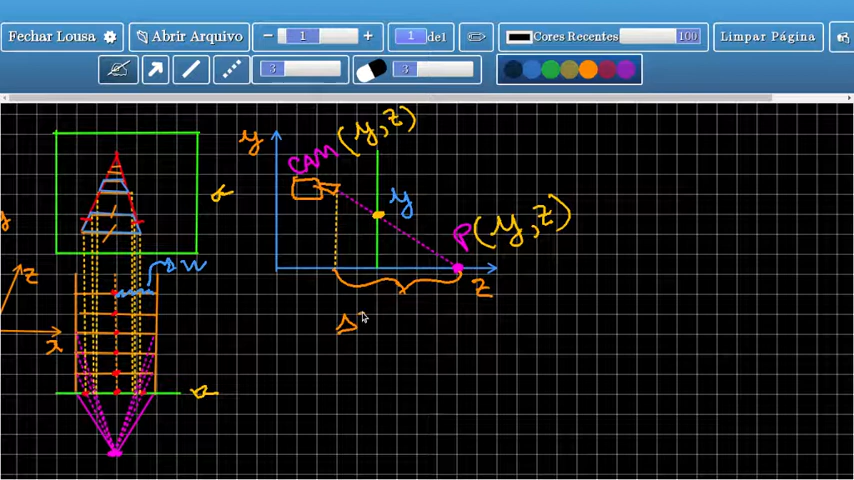 Fechar Lousa
Abrir Arquivo
− 1 +
1 de1
Cores Recentes 100
Limpar Página
3
3
y
CAM (y,z)
y
P(y,z)
z
w
z
x
Δ